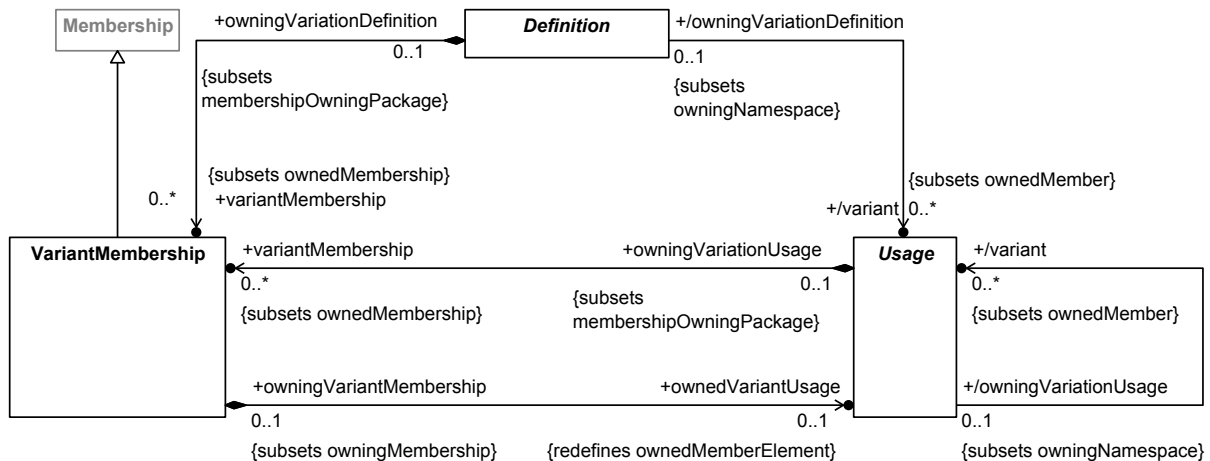 +owningVariationDefinition
Definition
+/owningVariationDefinition
Membership
0..1
0..1
{subsets
membershipOwningPackage}
{subsets
owningNamespace}
{subsets ownedMembership}
0..*
+variantMembership
{subsets ownedMember}
+/variant
0..*
VariantMembership
+variantMembership
+owningVariationUsage
Usage
+/variant
0..*
0..1
0..*
{subsets ownedMembership}
{subsets
membershipOwningPackage}
{subsets ownedMember}
+owningVariantMembership
+ownedVariantUsage
+/owningVariationUsage
0..1
0..1
0..1
{subsets owningMembership}
{redefines ownedMemberElement}
{subsets owningNamespace}